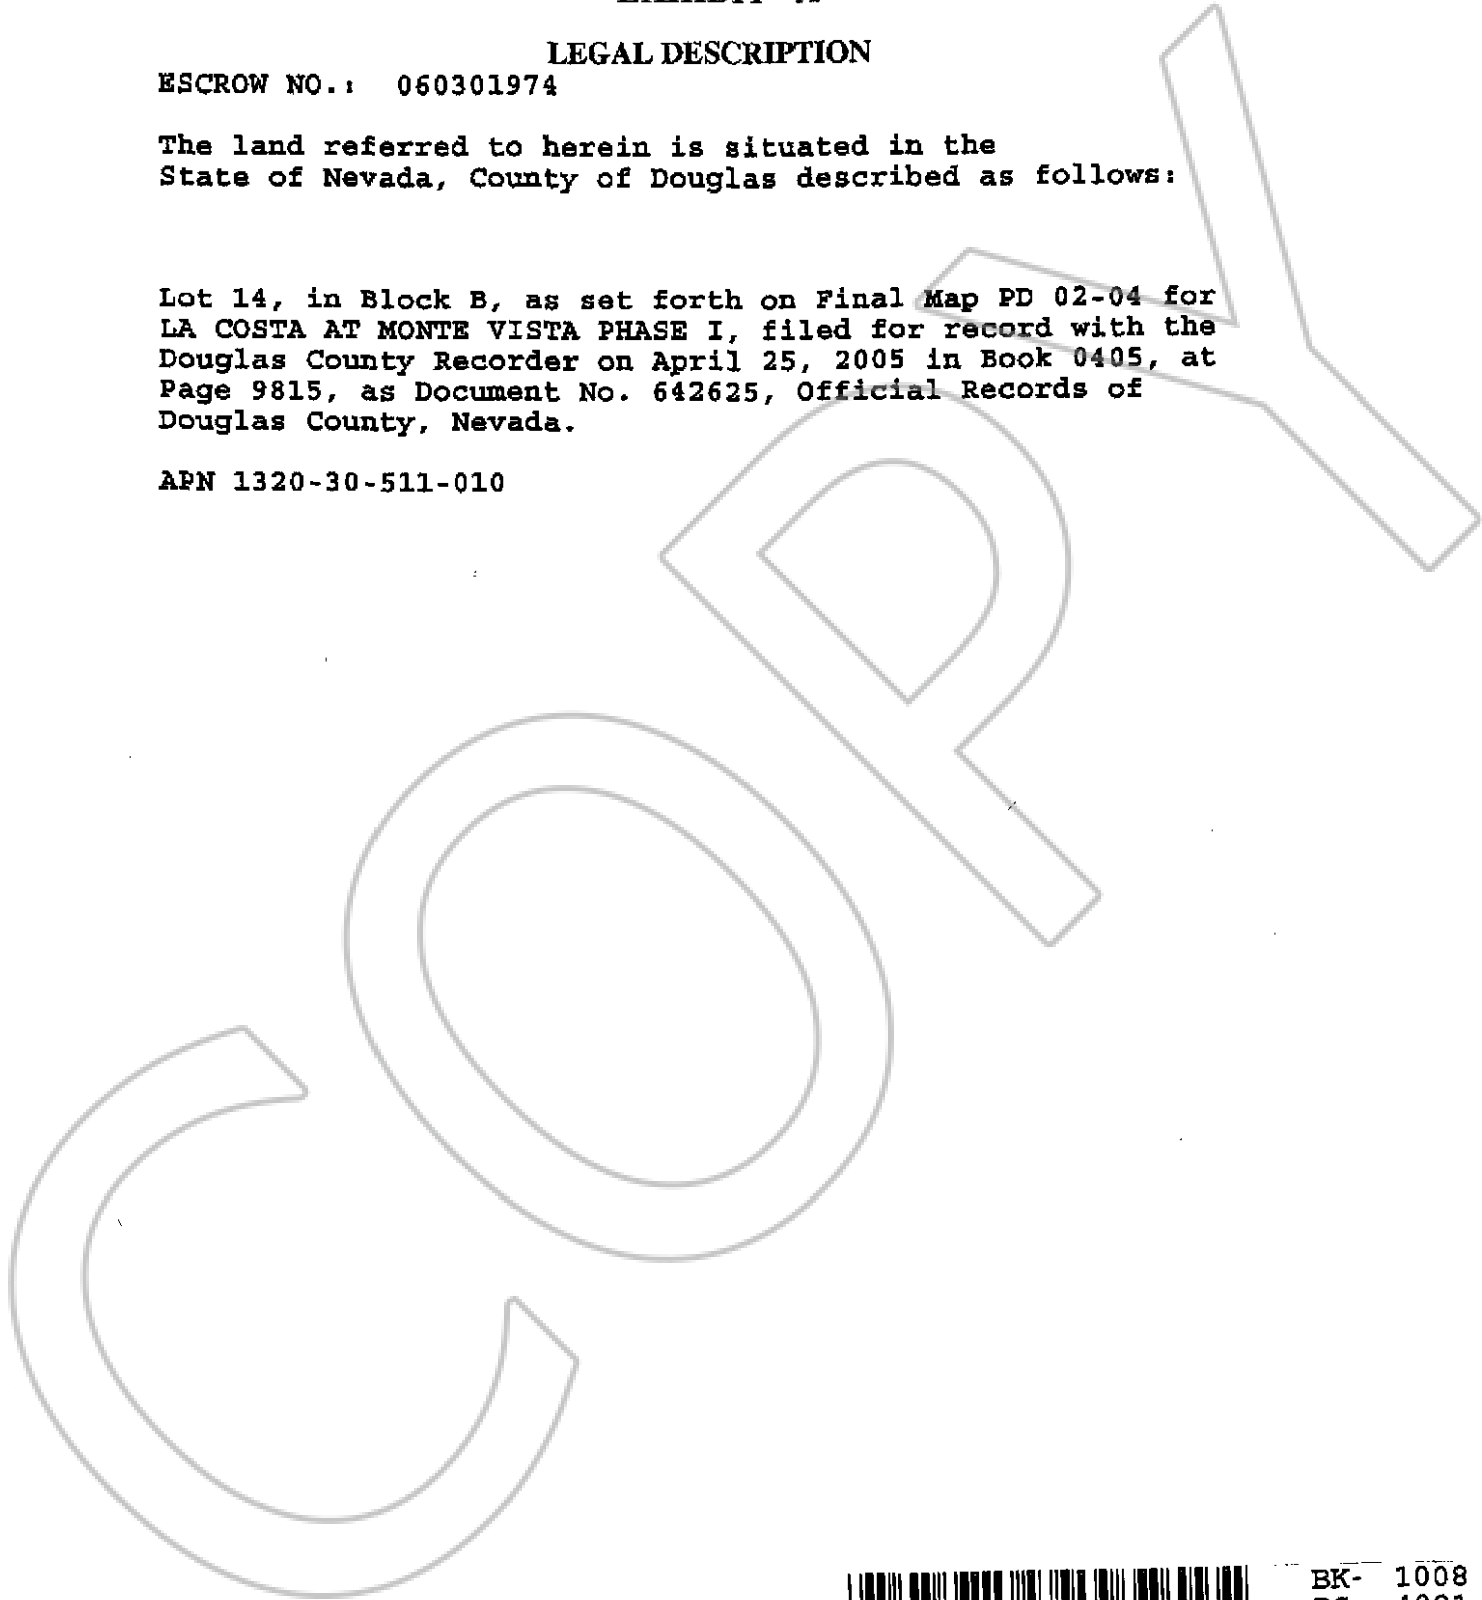 LEGAL DESCRIPTION
ESCROW NO.: 060301974
The land referred to herein is situated in the
State of Nevada, County of Douglas described as follows:
Lot 14, in Block B, as set forth on Final Map PD 02-04 for
LA COSTA AT MONTE VISTA PHASE I, filed for record with the
Douglas County Recorder on April 25, 2005 in Book 0405, at
Page 9815, as Document No. 642625, Official Records of
Douglas County, Nevada.
APN 1320-30-511-010
COPY
BK- 1008